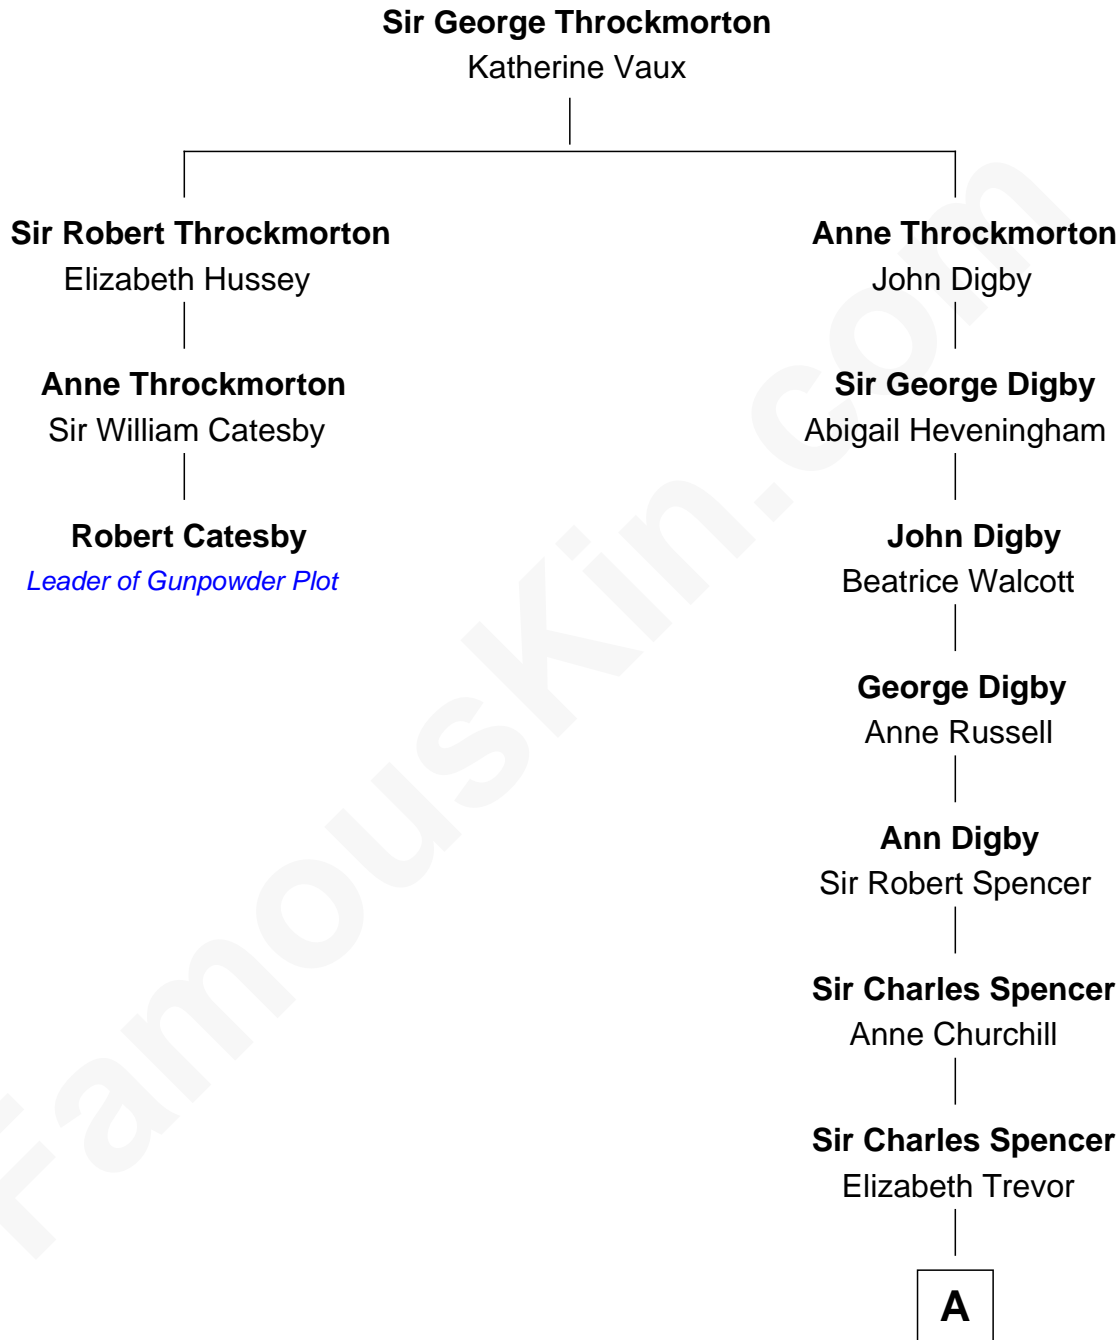 Sir George Throckmorton
Katherine Vaux
Sir Robert Throckmorton
Elizabeth Hussey
Anne Throckmorton
Sir William Catesby
Robert Catesby
Leader of Gunpowder Plot
Anne Throckmorton
John Digby
Sir George Digby
Abigail Heveningham
John Digby
Beatrice Walcott
George Digby
Anne Russell
Ann Digby
Sir Robert Spencer
Sir Charles Spencer
Anne Churchill
Sir Charles Spencer
Elizabeth Trevor
A
FamousKin.com